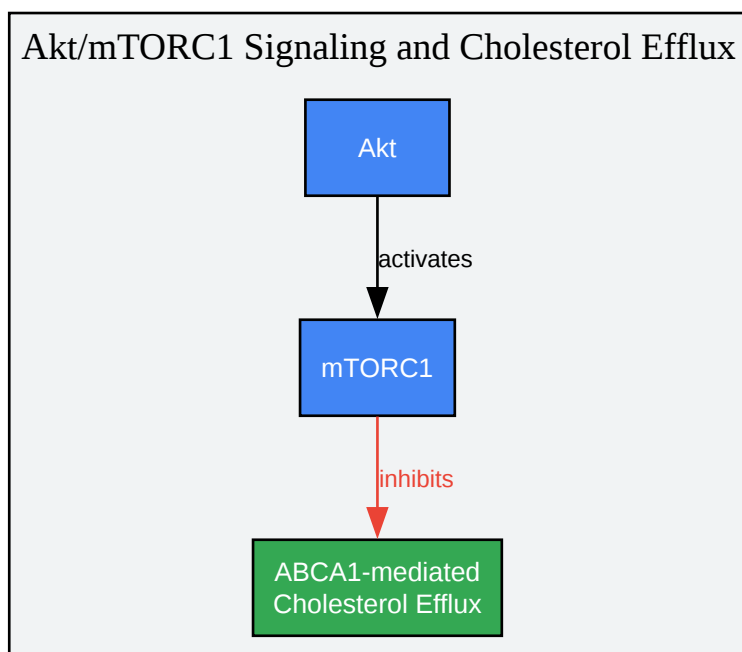 Akt/mTORC1 Signaling and Cholesterol Efflux
Akt
activates
mTORC1
inhibits
ABCA1-mediated
Cholesterol Efflux